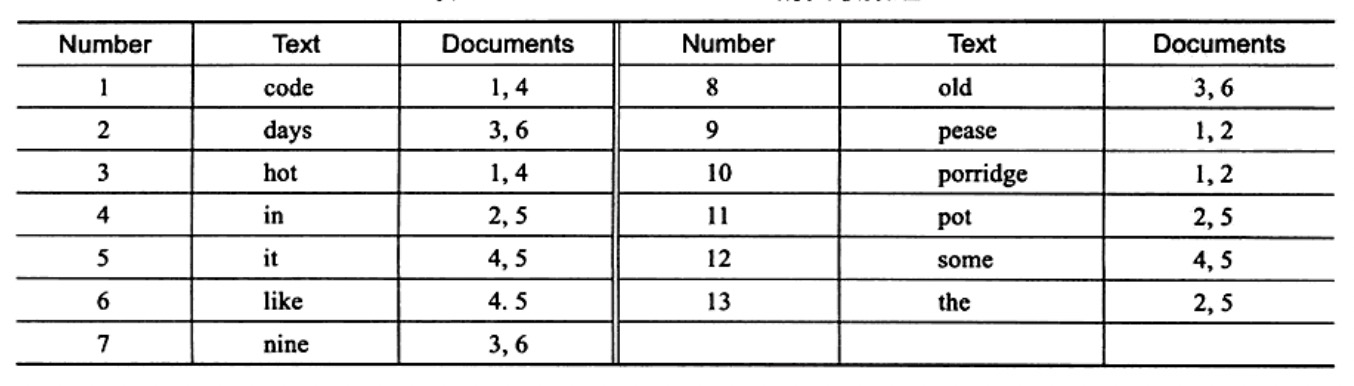 Number Text Documents Number Text Documents
1 code 1, 4 8 old 3, 6
2 days 3, 6 9 pease 1, 2
3 hot 1, 4 10 porridge 1, 2
4 in 2, 5 11 pot 2, 5
5 it 4, 5 12 some 4, 5
6 like 4. 5 13 the 2, 5
7 nine 3, 6